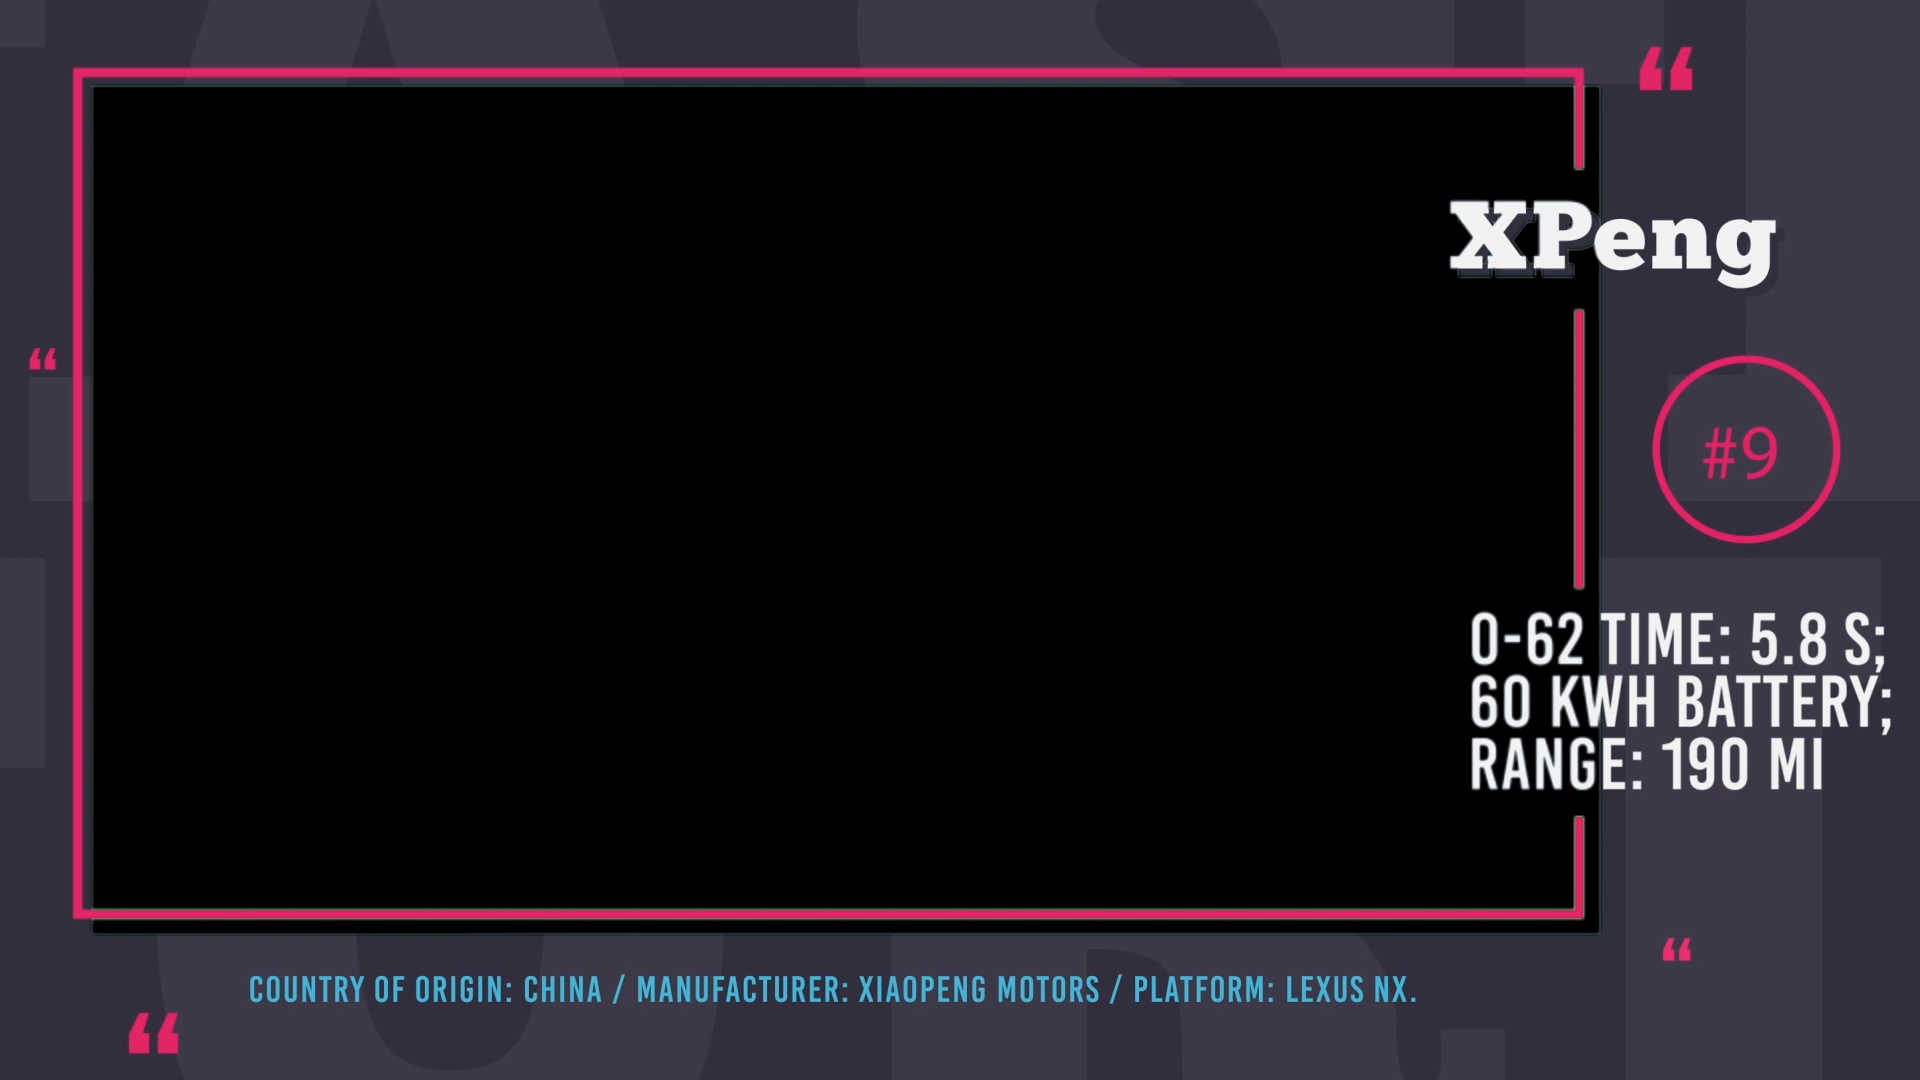 XPeng
#9
0-62 TIME: 5.8 S;
60 KWH BATTERY;
RANGE: 190 MI
COUNTRY OF ORIGIN: CHINA / MANUFACTURER: XIAOPENG MOTORS / PLATFORM: LEXUS NX.